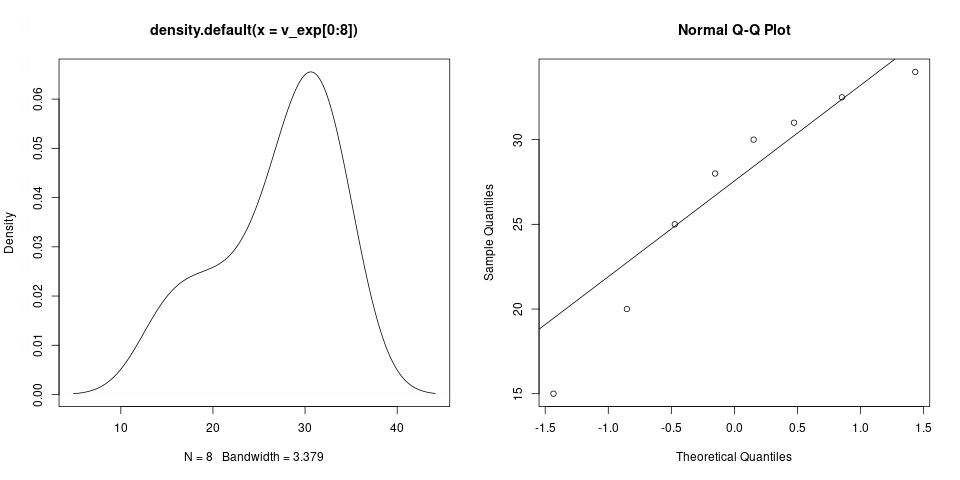 density.default(x = v_exp[0:8])
Density
0.00 0.01 0.02 0.03 0.04 0.05 0.06
10 20 30 40
N = 8 Bandwidth = 3.379
Normal Q-Q Plot
Sample Quantiles
15 20 25 30
-1.5 -1.0 -0.5 0.0 0.5 1.0 1.5
Theoretical Quantiles